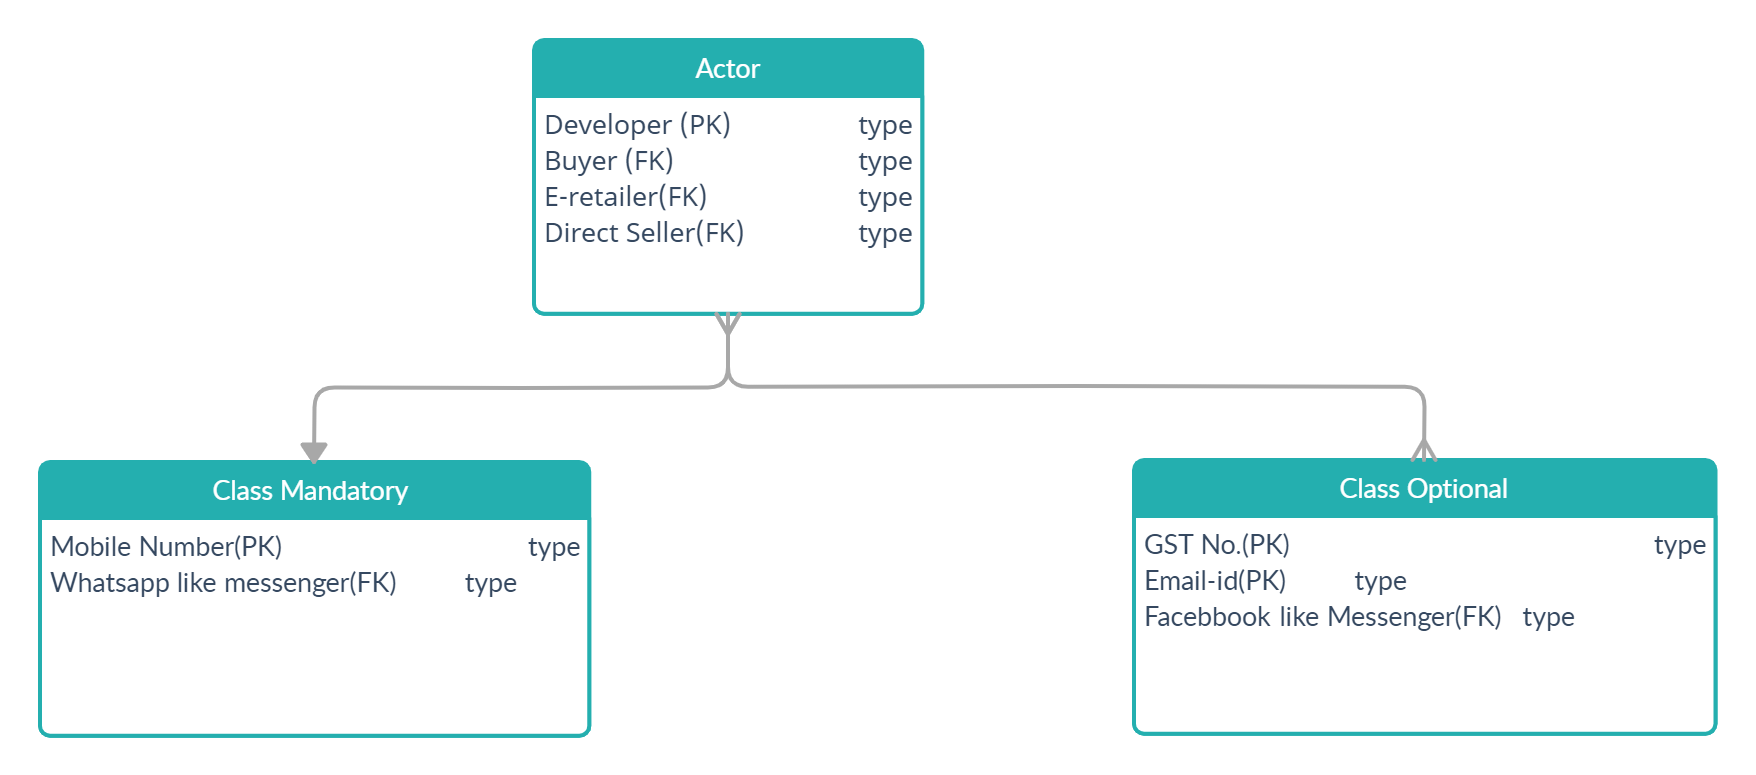 Actor
Developer (PK) type
Buyer (FK) type
E-retailer(FK) type
Direct Seller(FK) type
Class Mandatory
Mobile Number(PK) type
Whatsapp like messenger(FK) type
Class Optional
GST No.(PK) type
Email-id(PK) type
Facebbook like Messenger(FK) type